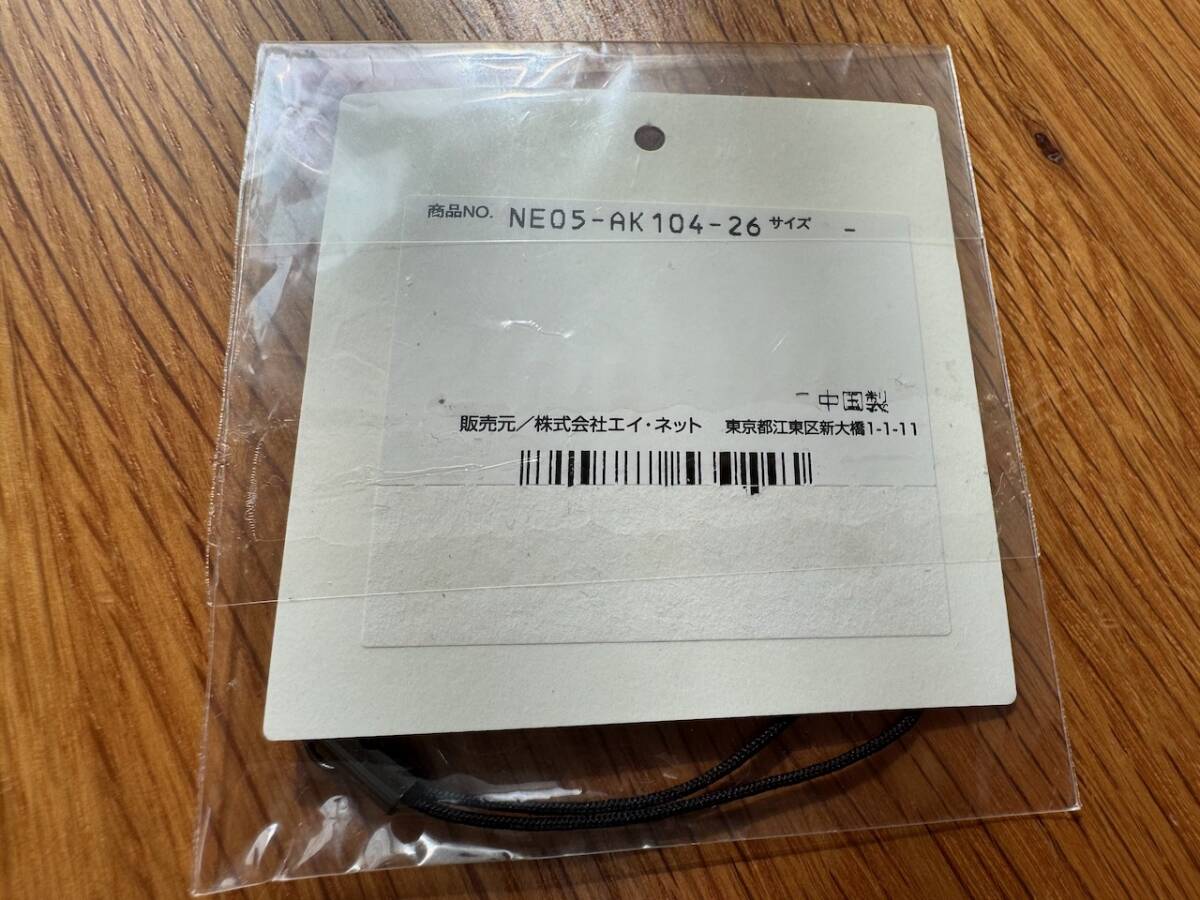 商品NO. NE05-AK104-26 サイズ -
中国製
販売元／株式会社エイ・ネット 東京都江東区新大橋1-1-11